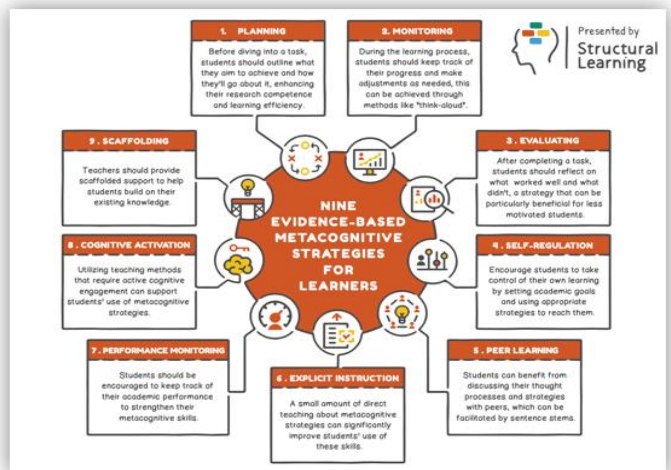 Presented by
Structural
Learning
1. PLANNING
Before diving into a task,
students should outline what
they aim to achieve and how
they'll go about it, enhancing
their research competence
and learning efficiency.
2. MONITORING
During the learning process,
students should keep track of
their progress and make
adjustments as needed, this
can be achieved through
methods like "think-aloud".
3. EVALUATING
After completing a task,
students should reflect on
what worked well and what
didn't, a strategy that can be
particularly beneficial for less
motivated students.
4. SELF-REGULATION
Encourage students to take
control of their own learning
by setting academic goals
and using appropriate
strategies to reach them.
5. PEER LEARNING
Students can benefit from
discussing their thought
processes and strategies
with peers, which can be
facilitated by sentence stems.
6. EXPLICIT INSTRUCTION
A small amount of direct
teaching about metacognitive
strategies can significantly
improve students' use of
these skills.
7. PERFORMANCE MONITORING
Students should be
encouraged to keep track of
their academic performance
to strengthen their
metacognitive skills.
8. COGNITIVE ACTIVATION
Utilizing teaching methods
that require active cognitive
engagement can support
students' use of metacognitive
strategies.
9. SCAFFOLDING
Teachers should provide
scaffolded support to help
students build on their
existing knowledge.
NINE
EVIDENCE-BASED
METACOGNITIVE
STRATEGIES
FOR
LEARNERS